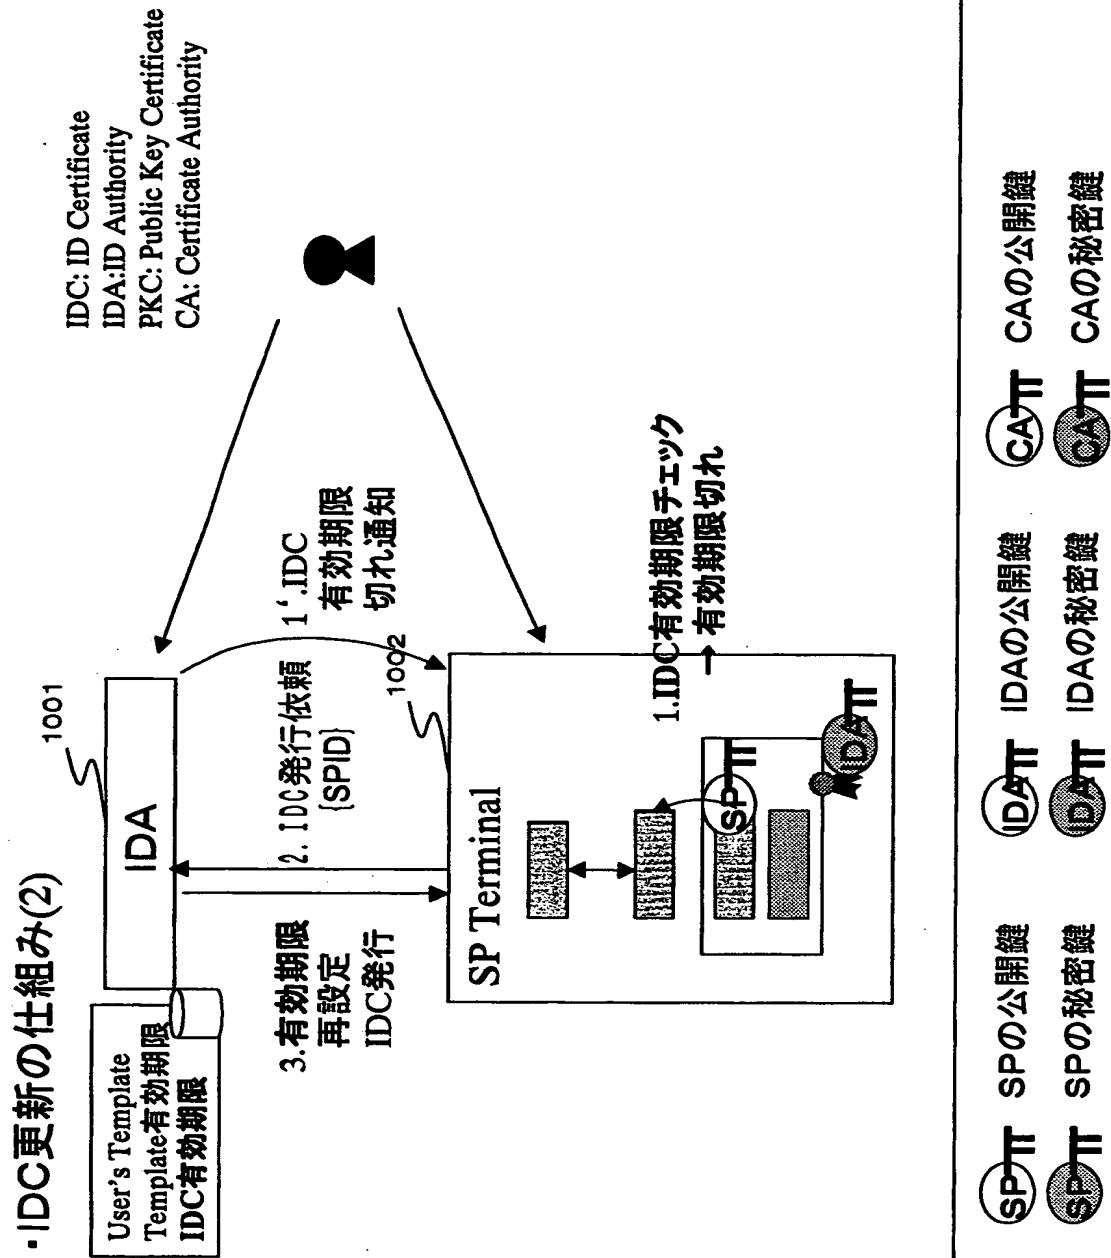 ・IDC更新の仕組み(2)
IDC: ID Certificate
IDA:ID Authority
PKC: Public Key Certificate
CA: Certificate Authority
User's Template
Template有効期限
IDC有効期限
IDA
1001
3.有効期限
再設定
IDC発行
2.IDC発行依頼
{SPID}
1‘.IDC
有効期限
切れ通知
1002
SP Terminal
1.IDC有効期限チェック
→有効期限切れ
SP
IDA
SP
SPの公開鍵
IDA
IDAの公開鍵
CA
CAの公開鍵
SP
SPの秘密鍵
IDA
IDAの秘密鍵
CA
CAの秘密鍵